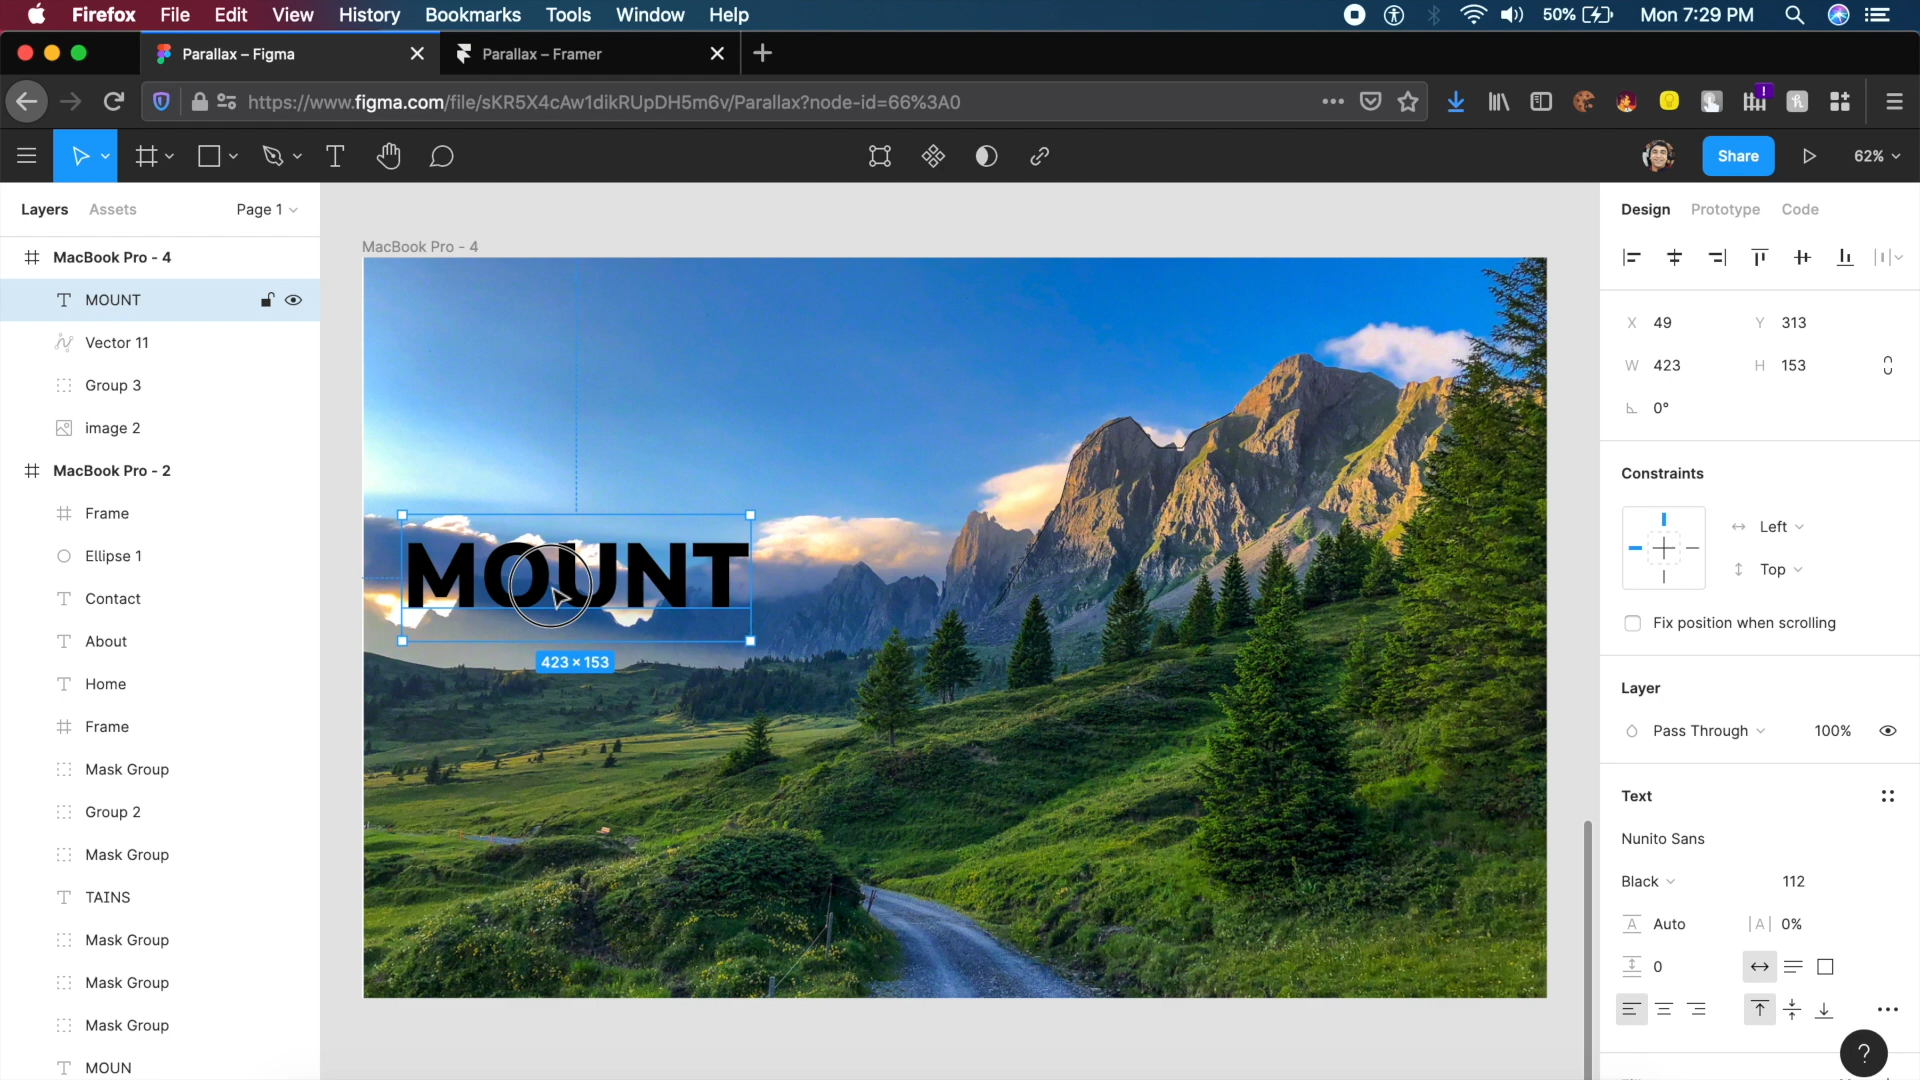 Firefox File Edit View History Bookmarks Tools Window Help 50% Mon 7:29 PM
Parallax – Figma Parallax – Framer
https://www.figma.com/file/sKR5X4cAw1dikRUpDH5m6v/Parallax?node-id=66%3A0
Share 62%
Layers Assets Page 1
MacBook Pro - 4
MOUNT
Vector 11
Group 3
image 2
MacBook Pro - 2
Frame
Ellipse 1
Contact
About
Home
Frame
Mask Group
Group 2
Mask Group
TAINS
Mask Group
Mask Group
Mask Group
MOUN
MacBook Pro - 4
MOUNT
423 × 153
Design Prototype Code
X 49 Y 313
W 423 H 153
0°
Constraints
Left
Top
Fix position when scrolling
Layer
Pass Through 100%
Text
Nunito Sans
Black 112
A Auto |A| 0%
0
?